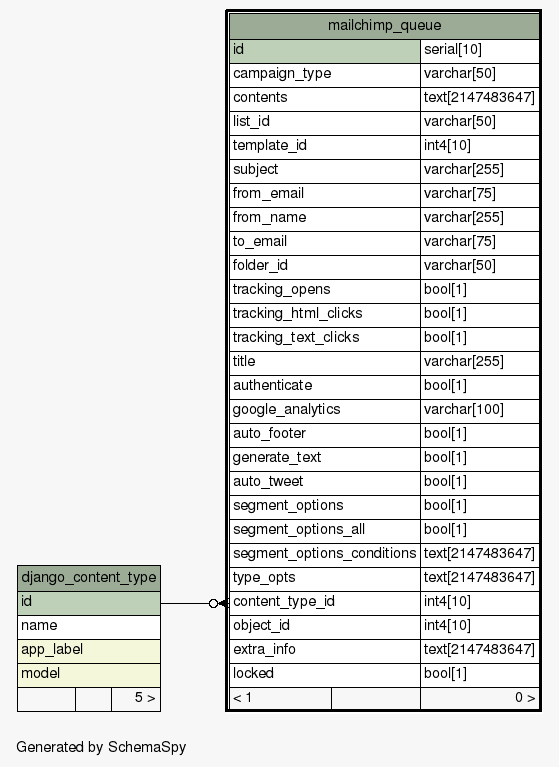 mailchimp_queue
id serial[10]
campaign_type varchar[50]
contents text[2147483647]
list_id varchar[50]
template_id int4[10]
subject varchar[255]
from_email varchar[75]
from_name varchar[255]
to_email varchar[75]
folder_id varchar[50]
tracking_opens bool[1]
tracking_html_clicks bool[1]
tracking_text_clicks bool[1]
title varchar[255]
authenticate bool[1]
google_analytics varchar[100]
auto_footer bool[1]
generate_text bool[1]
auto_tweet bool[1]
segment_options bool[1]
segment_options_all bool[1]
segment_options_conditions text[2147483647]
type_opts text[2147483647]
content_type_id int4[10]
object_id int4[10]
extra_info text[2147483647]
locked bool[1]
< 1 0 >
django_content_type
id
name
app_label
model
5 >
Generated by SchemaSpy